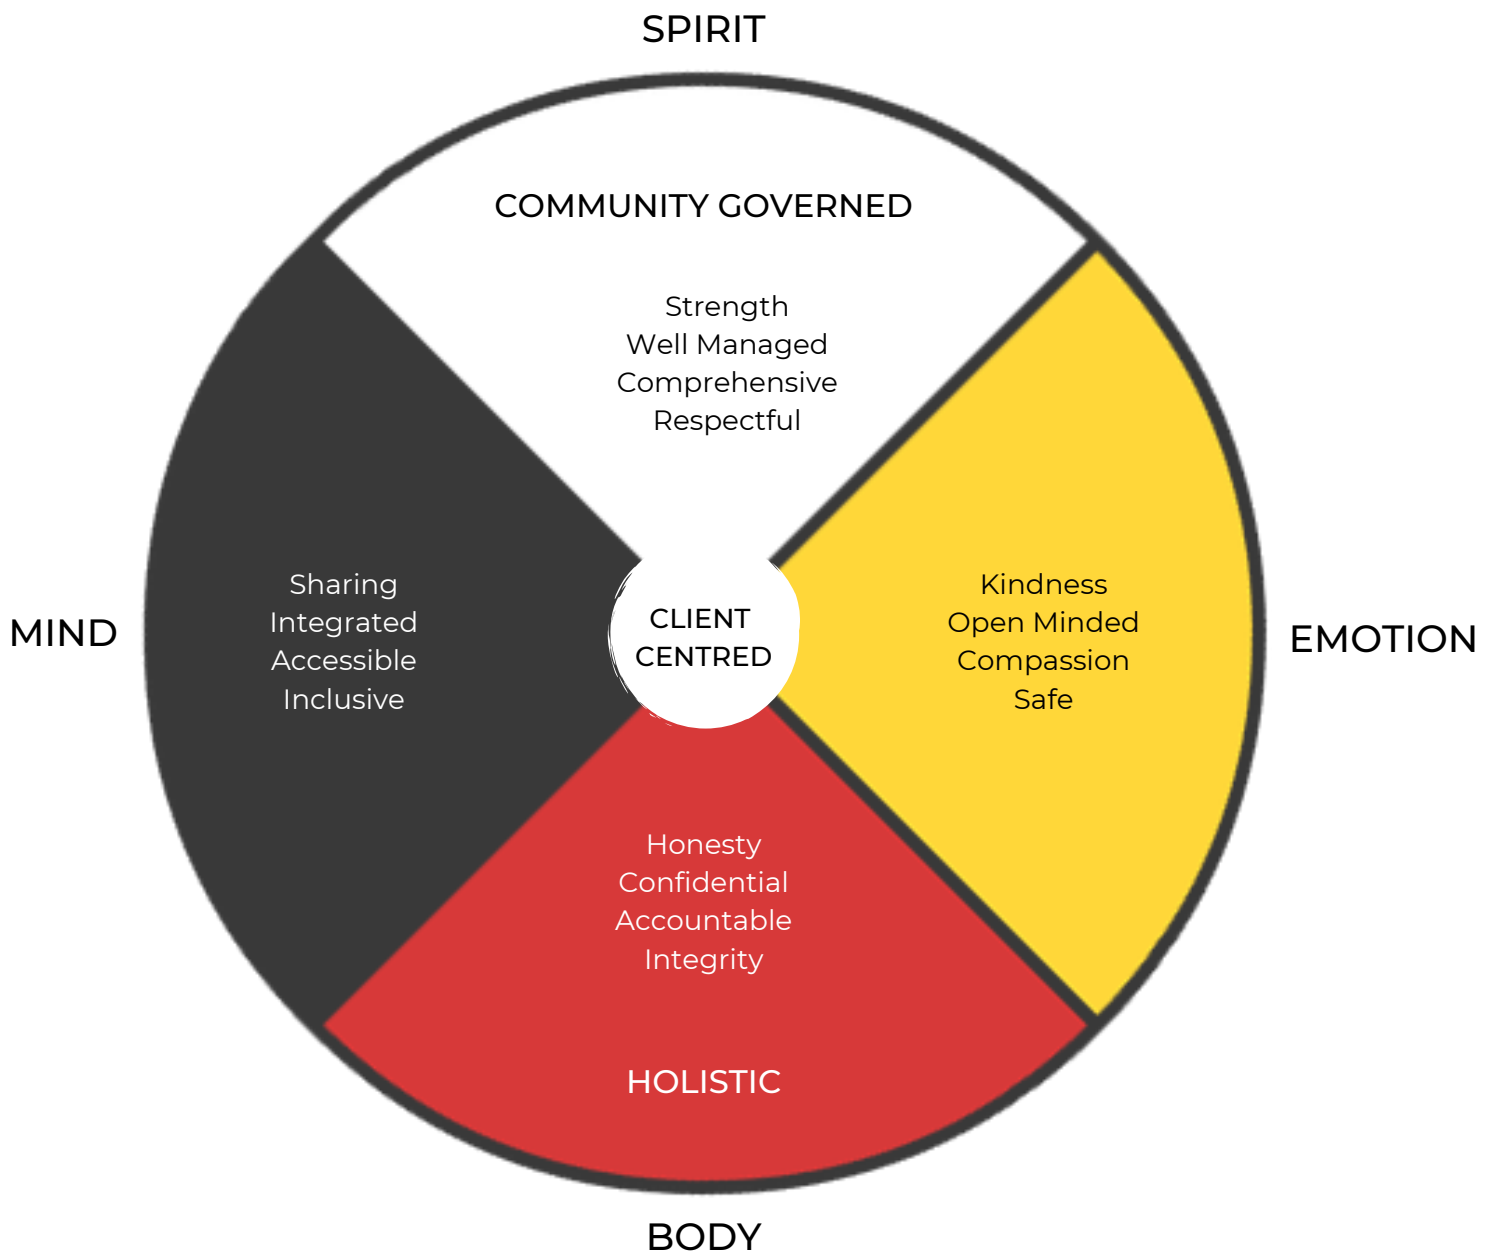 SPIRIT
COMMUNITY GOVERNED
Strength
Well Managed
Comprehensive
Respectful
MIND
Sharing
Integrated
Accessible
Inclusive
CLIENT
CENTRED
Kindness
Open Minded
Compassion
Safe
EMOTION
Honesty
Confidential
Accountable
Integrity
HOLISTIC
BODY